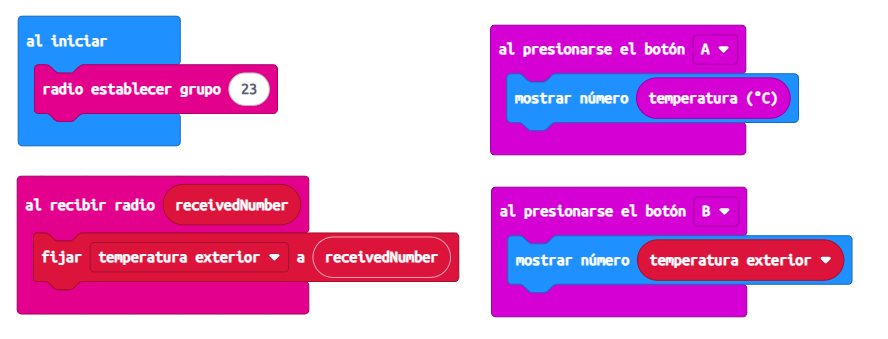 al iniciar
radio establecer grupo 23
al recibir radio receivedNumber
fijar temperatura exterior a receivedNumber
al presionarse el botón A
mostrar número temperatura (°C)
al presionarse el botón B
mostrar número temperatura exterior